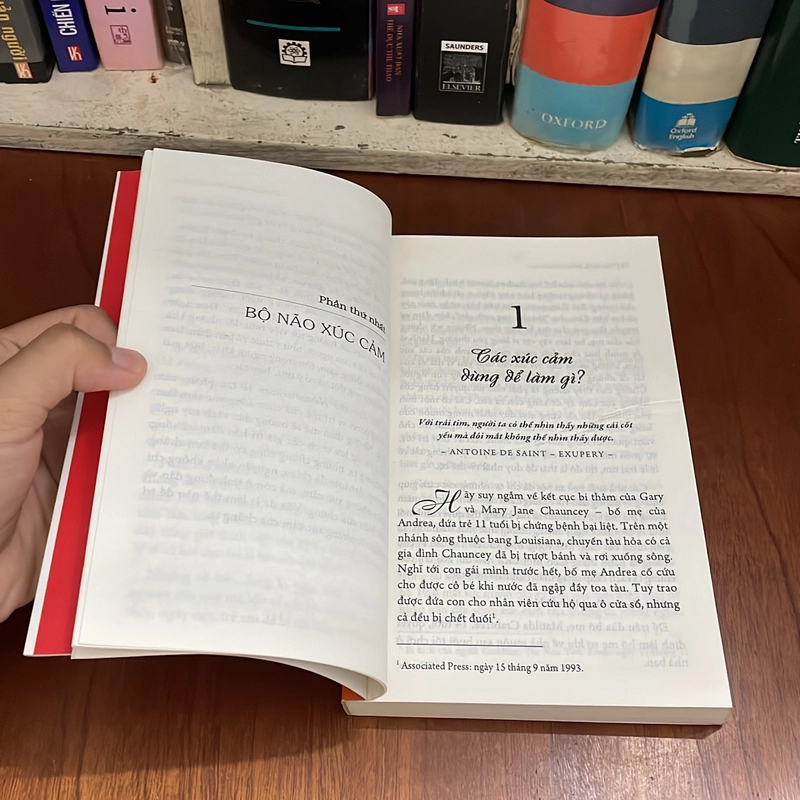 CHIẾN
NHÀ XUẤT BẢN
THỂ DỤC THỂ THAO
SAUNDERS
ELSEVIER
OXFORD
Oxford
English
Phần thứ nhất
BỘ NÃO XÚC CẢM
1
Các xúc cảm
dùng để làm gì?
Với trái tim, người ta có thể nhìn thấy những cái cốt
yếu mà đôi mắt không thể nhìn thấy được.
– ANTOINE DE SAINT – EXUPERY –
Hãy suy ngẫm về kết cục bi thảm của Gary
và Mary Jane Chauncey – bố mẹ của
Andrea, đứa trẻ 11 tuổi bị chứng bệnh bại liệt. Trên một
nhánh sông thuộc bang Louisiana, chuyến tàu hỏa có cả
gia đình Chauncey đã bị trượt bánh và rơi xuống sông.
Nghĩ tới con gái mình trước hết, bố mẹ Andrea cố cứu
cho được cô bé khi nước đã ngập đầy toa tàu. Tuy trao
được đứa con cho nhân viên cứu hộ qua ô cửa sổ, nhưng
cả đều bị chết đuối¹.
¹ Associated Press: ngày 15 tháng 9 năm 1993.